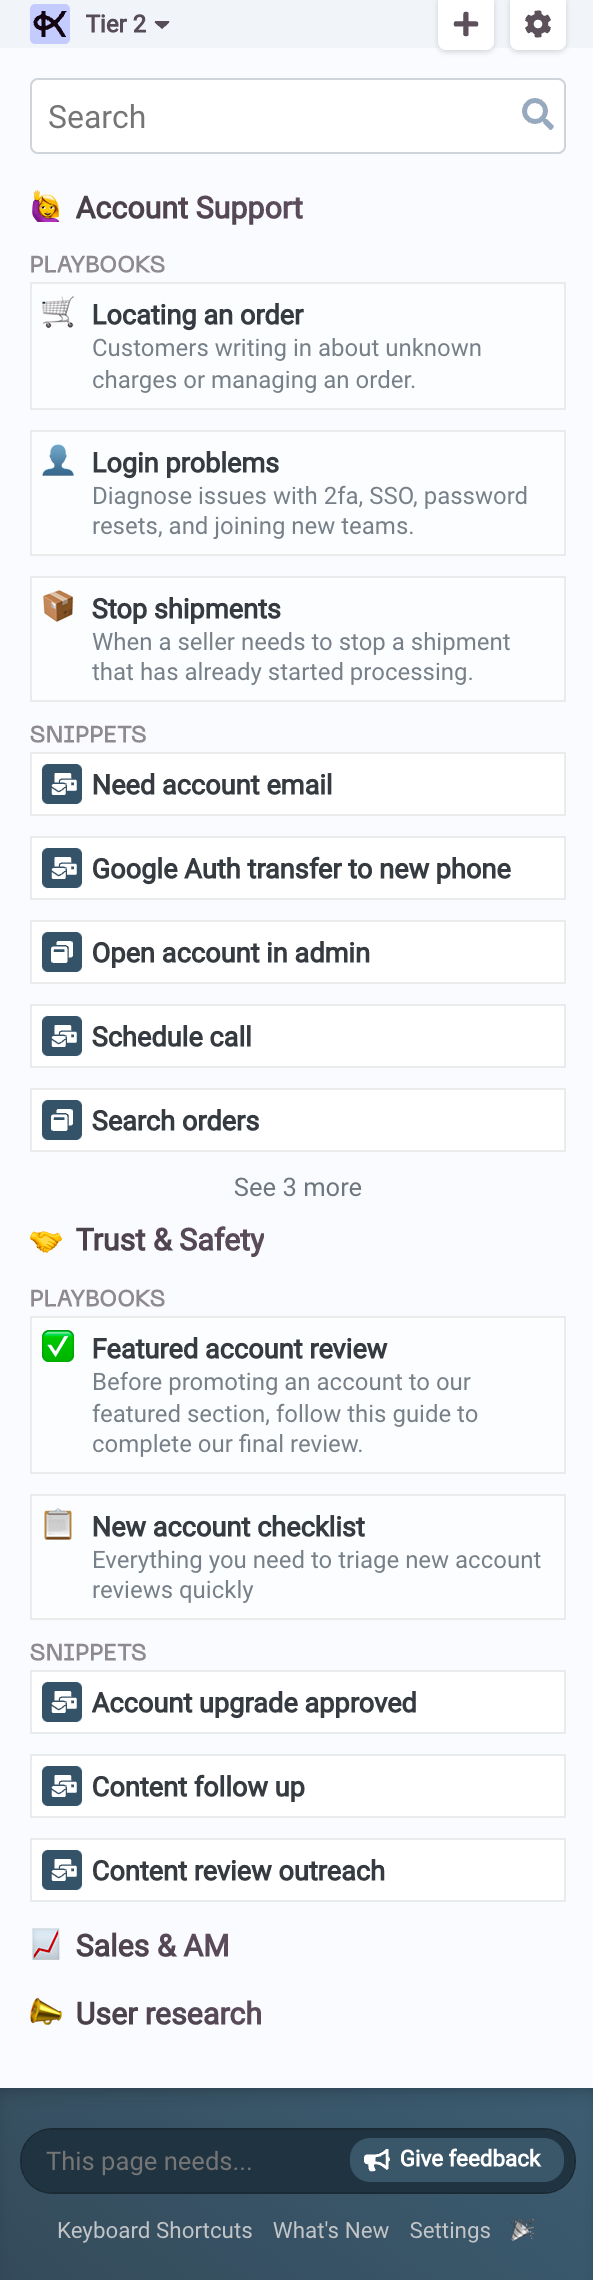 Tier 2
Search
Account Support
PLAYBOOKS
Locating an order
Customers writing in about unknown
charges or managing an order.
Login problems
Diagnose issues with 2fa, SSO, password
resets, and joining new teams.
Stop shipments
When a seller needs to stop a shipment
that has already started processing.
SNIPPETS
Need account email
Google Auth transfer to new phone
Open account in admin
Schedule call
Search orders
See 3 more
Trust & Safety
PLAYBOOKS
Featured account review
Before promoting an account to our
featured section, follow this guide to
complete our final review.
New account checklist
Everything you need to triage new account
reviews quickly
SNIPPETS
Account upgrade approved
Content follow up
Content review outreach
Sales & AM
User research
This page needs... Give feedback
Keyboard Shortcuts What's New Settings